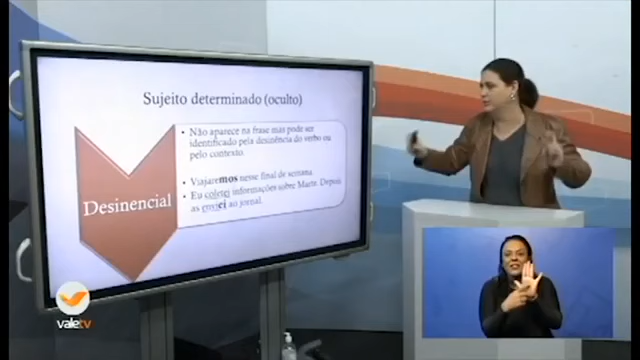 Sujeito determinado (oculto)
Desinencial
• Não aparece na frase mas pode ser
identificado pela desinência do verbo ou
pelo contexto.
• Viajaremos nesse final de semana.
• Eu coletei informações sobre Marte. Depois
as enviei ao jornal.
valetv